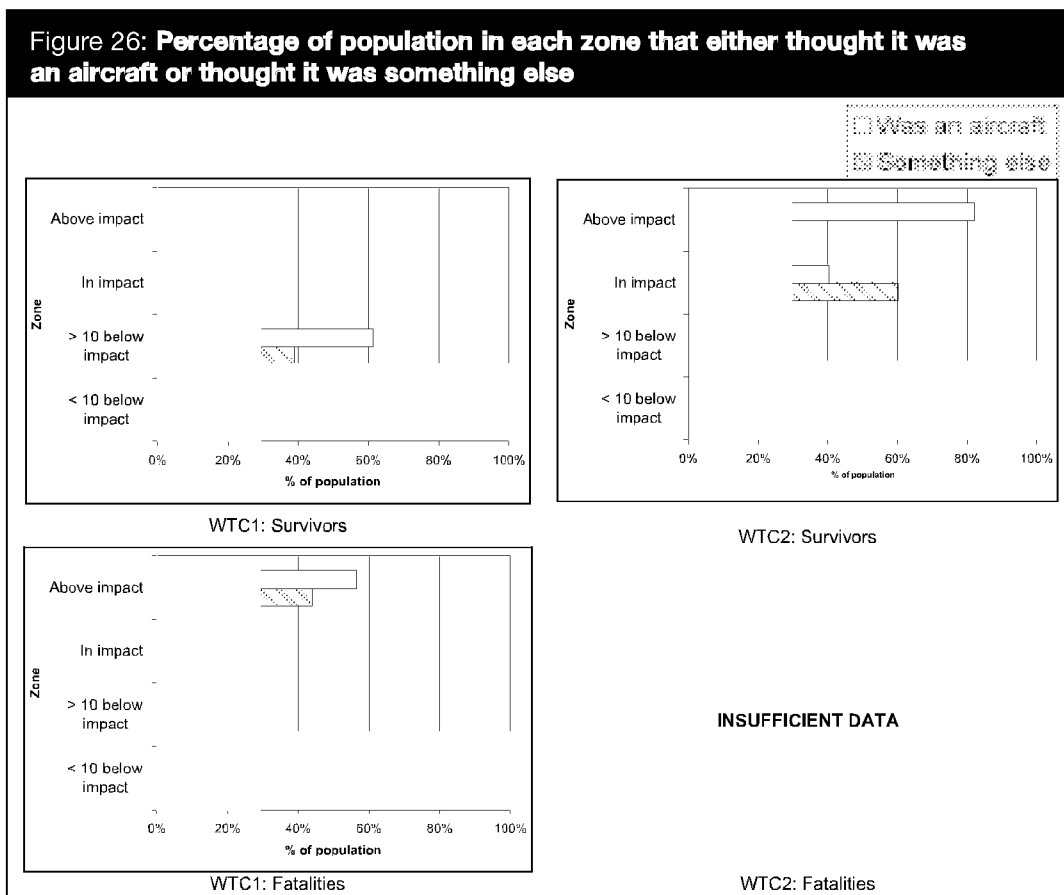 Figure 26: Percentage of population in each zone that either thought it was
an aircraft or thought it was something else
Was an aircraft
Something else
Zone
Above impact
In impact
> 10 below
impact
< 10 below
impact
0% 20% 40% 60% 80% 100%
% of population
WTC1: Survivors
Zone
Above impact
In impact
> 10 below
impact
< 10 below
impact
0% 20% 40% 60% 80% 100%
% of population
WTC2: Survivors
Zone
Above impact
In impact
> 10 below
impact
< 10 below
impact
0% 20% 40% 60% 80% 100%
% of population
WTC1: Fatalities
INSUFFICIENT DATA
WTC2: Fatalities